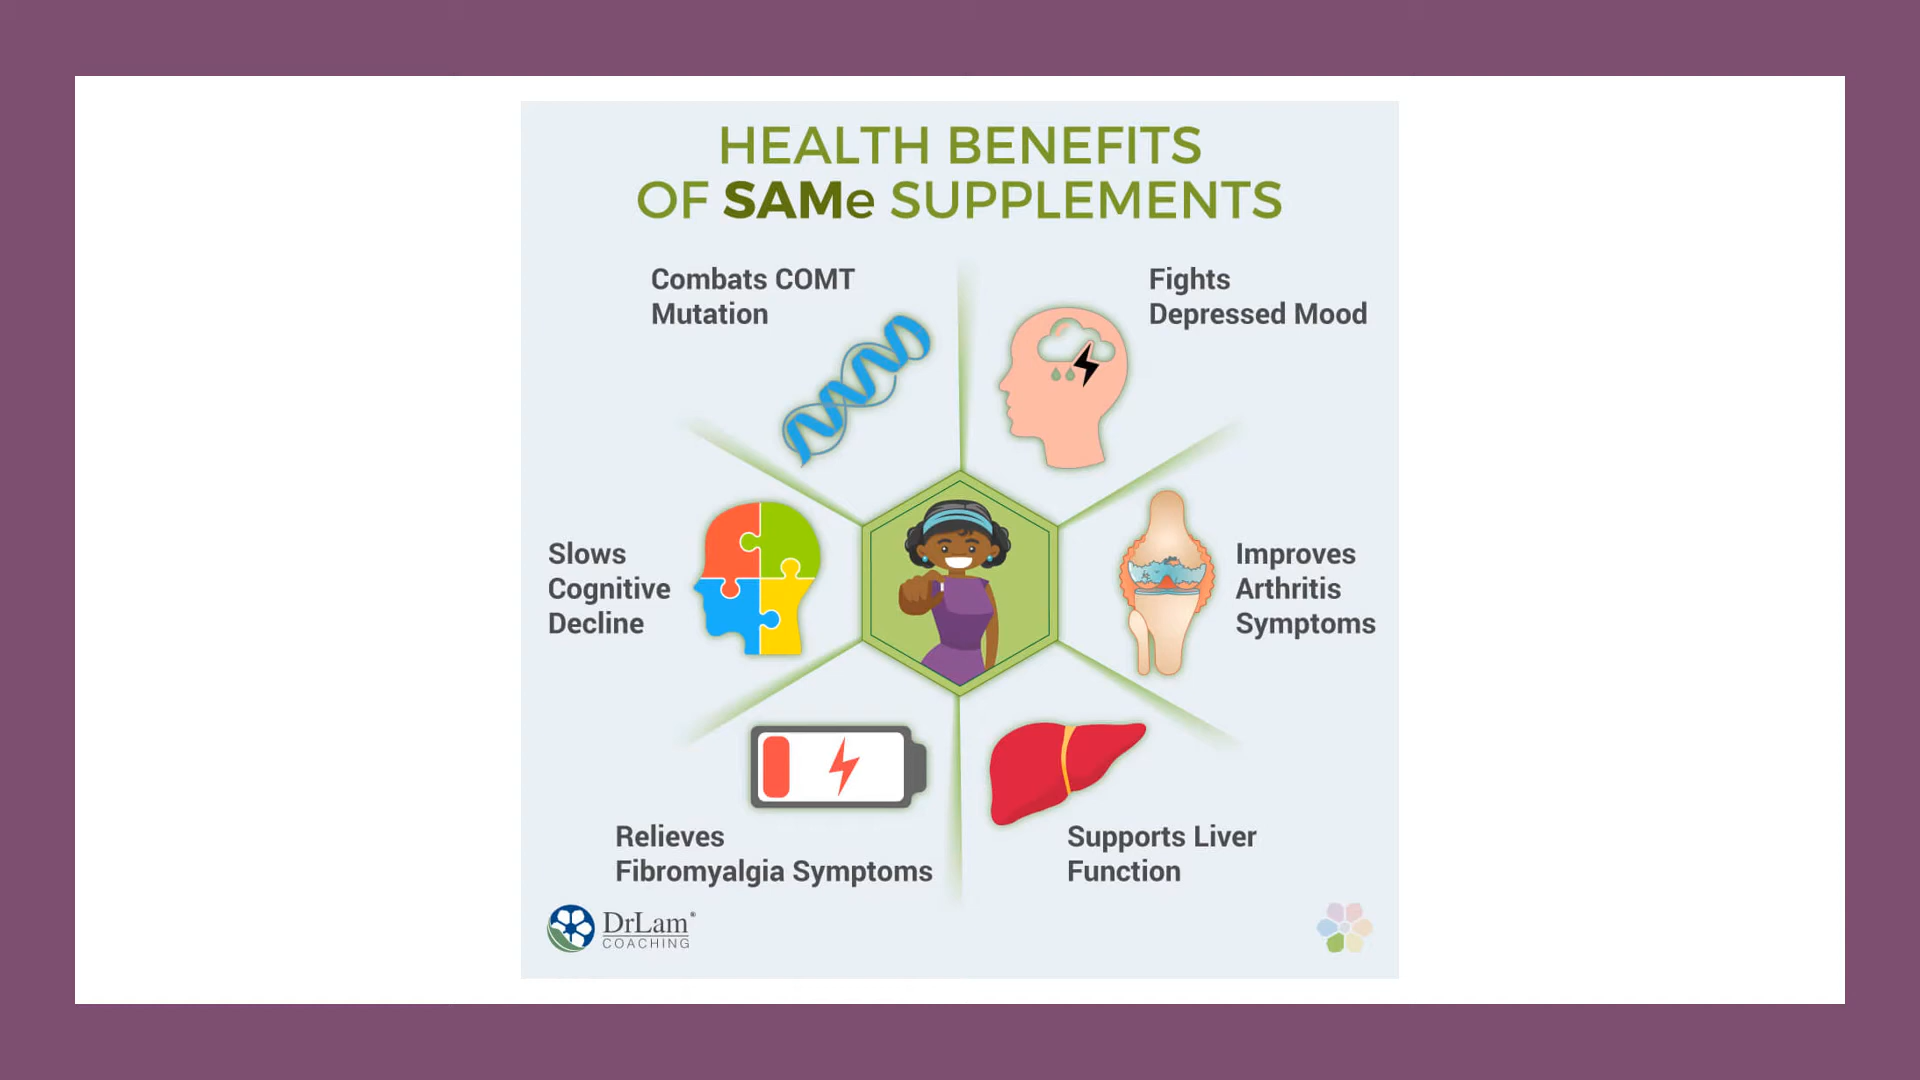 HEALTH BENEFITS
OF SAMe SUPPLEMENTS
Combats COMT
Mutation
Fights
Depressed Mood
Slows
Cognitive
Decline
Improves
Arthritis
Symptoms
Relieves
Fibromyalgia Symptoms
Supports Liver
Function
DrLam®
COACHING